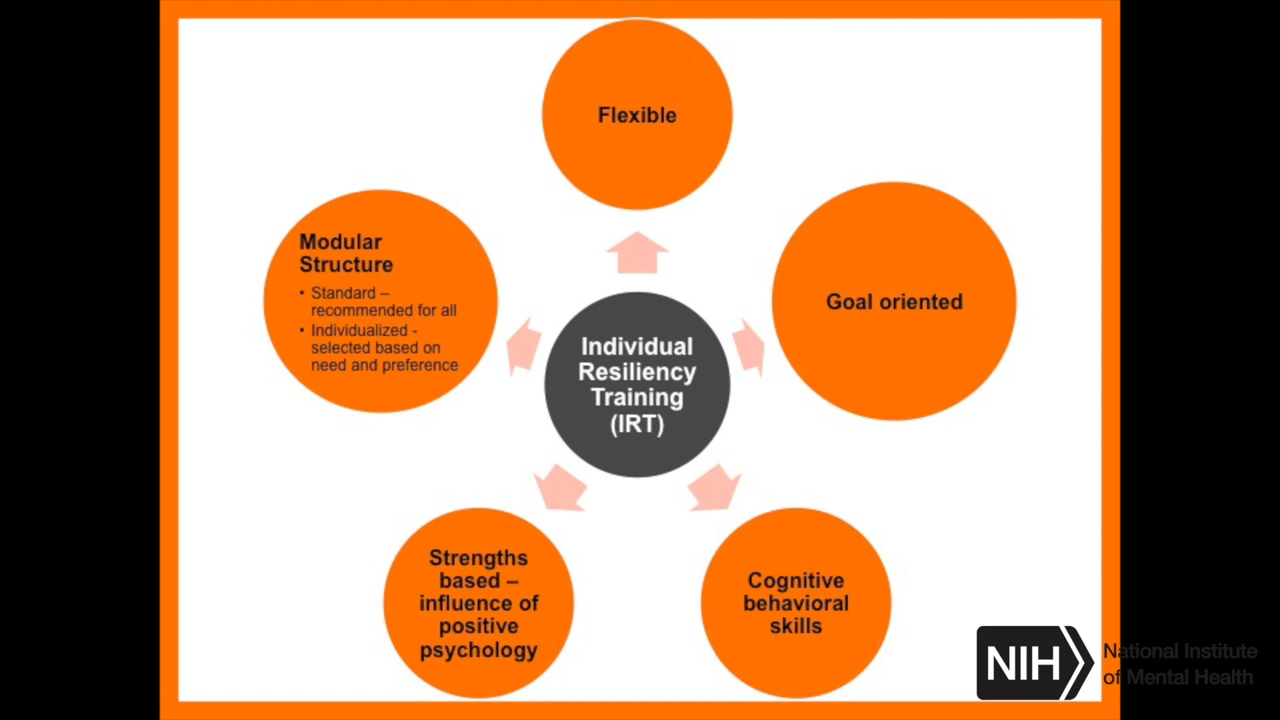 Flexible
Modular
Structure
• Standard –
recommended for all
• Individualized -
selected based on
need and preference
Goal oriented
Individual
Resiliency
Training
(IRT)
Strengths
based –
influence of
positive
psychology
Cognitive
behavioral
skills
NIH
National Institute
of Mental Health